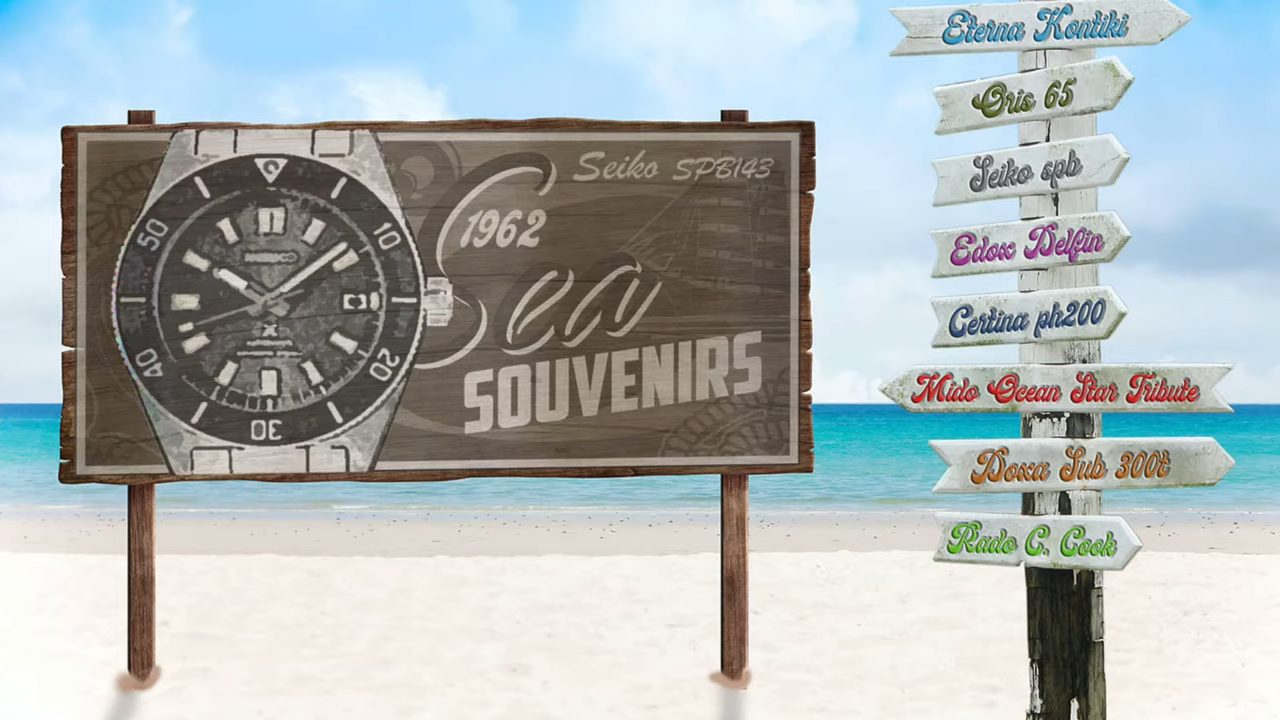 Seiko SPB143
1962
Sea
SOUVENIRS
50
10
40
20
30
SEIKO
Eterna Kontiki
Oris 65
Seiko spb
Edox Delfin
Certina ph200
Mido Ocean Star Tribute
Doxa Sub 300t
Rado C. Cook